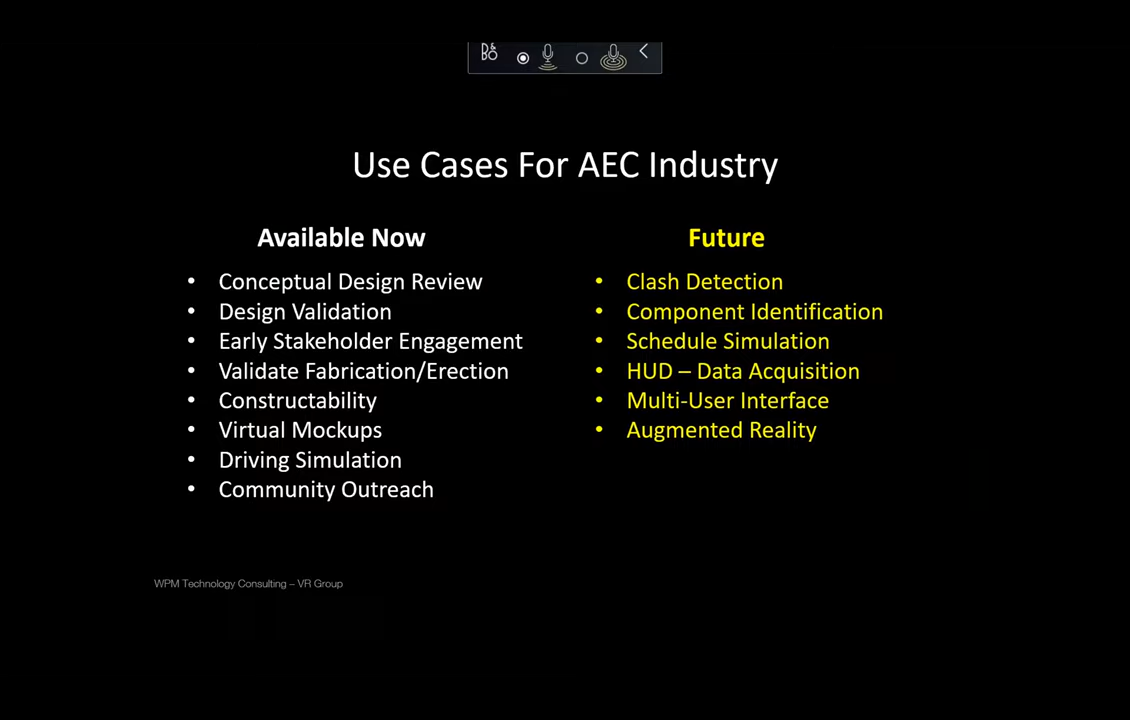 B&O
Use Cases For AEC Industry
Available Now
• Conceptual Design Review
• Design Validation
• Early Stakeholder Engagement
• Validate Fabrication/Erection
• Constructability
• Virtual Mockups
• Driving Simulation
• Community Outreach
Future
• Clash Detection
• Component Identification
• Schedule Simulation
• HUD – Data Acquisition
• Multi-User Interface
• Augmented Reality
WPM Technology Consulting – VR Group